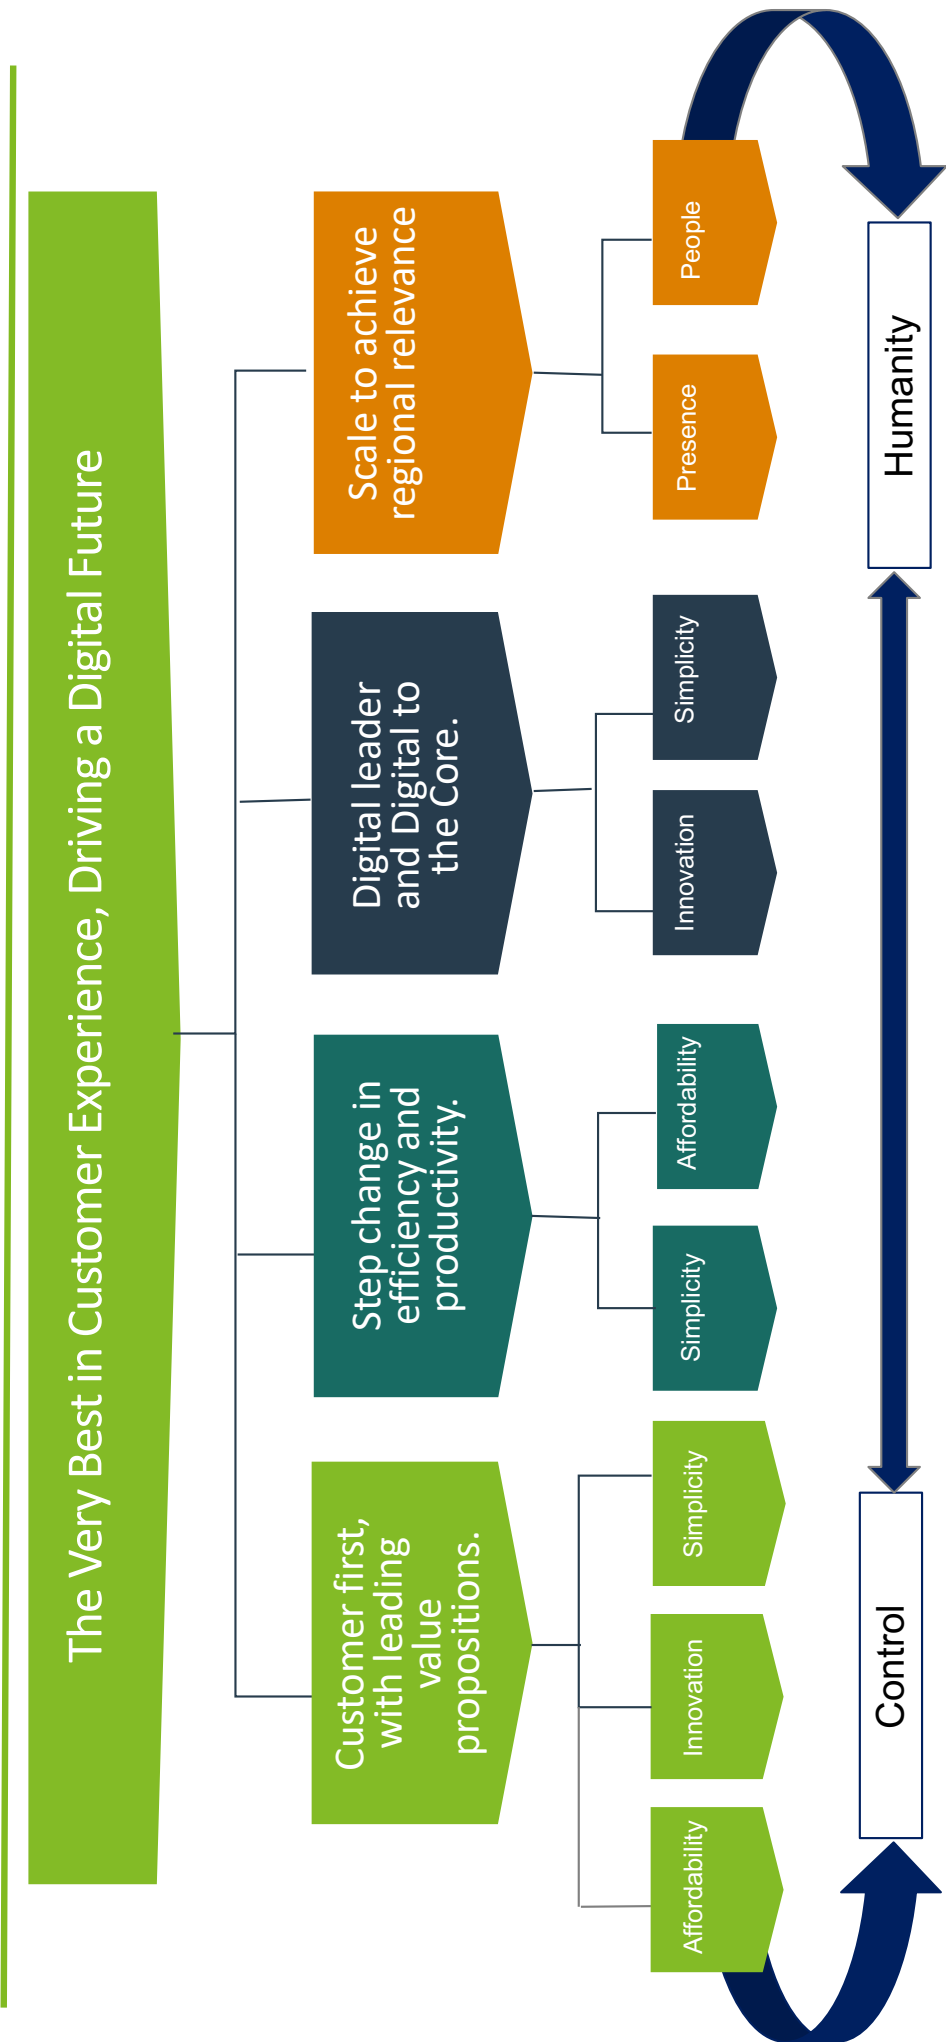 The Very Best in Customer Experience, Driving a Digital Future
Customer first,
with leading
value
propositions.
Step change in
efficiency and
productivity.
Digital leader
and Digital to
the Core.
Scale to achieve
regional relevance
Affordability
Innovation
Simplicity
Simplicity
Affordability
Innovation
Simplicity
Presence
People
Control
Humanity